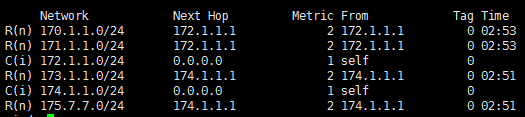 Network Next Hop Metric From Tag Time
R(n) 170.1.1.0/24 172.1.1.1 2 172.1.1.1 0 02:53
R(n) 171.1.1.0/24 172.1.1.1 2 172.1.1.1 0 02:53
C(i) 172.1.1.0/24 0.0.0.0 1 self 0
R(n) 173.1.1.0/24 174.1.1.1 2 174.1.1.1 0 02:51
C(i) 174.1.1.0/24 0.0.0.0 1 self 0
R(n) 175.7.7.0/24 174.1.1.1 2 174.1.1.1 0 02:51